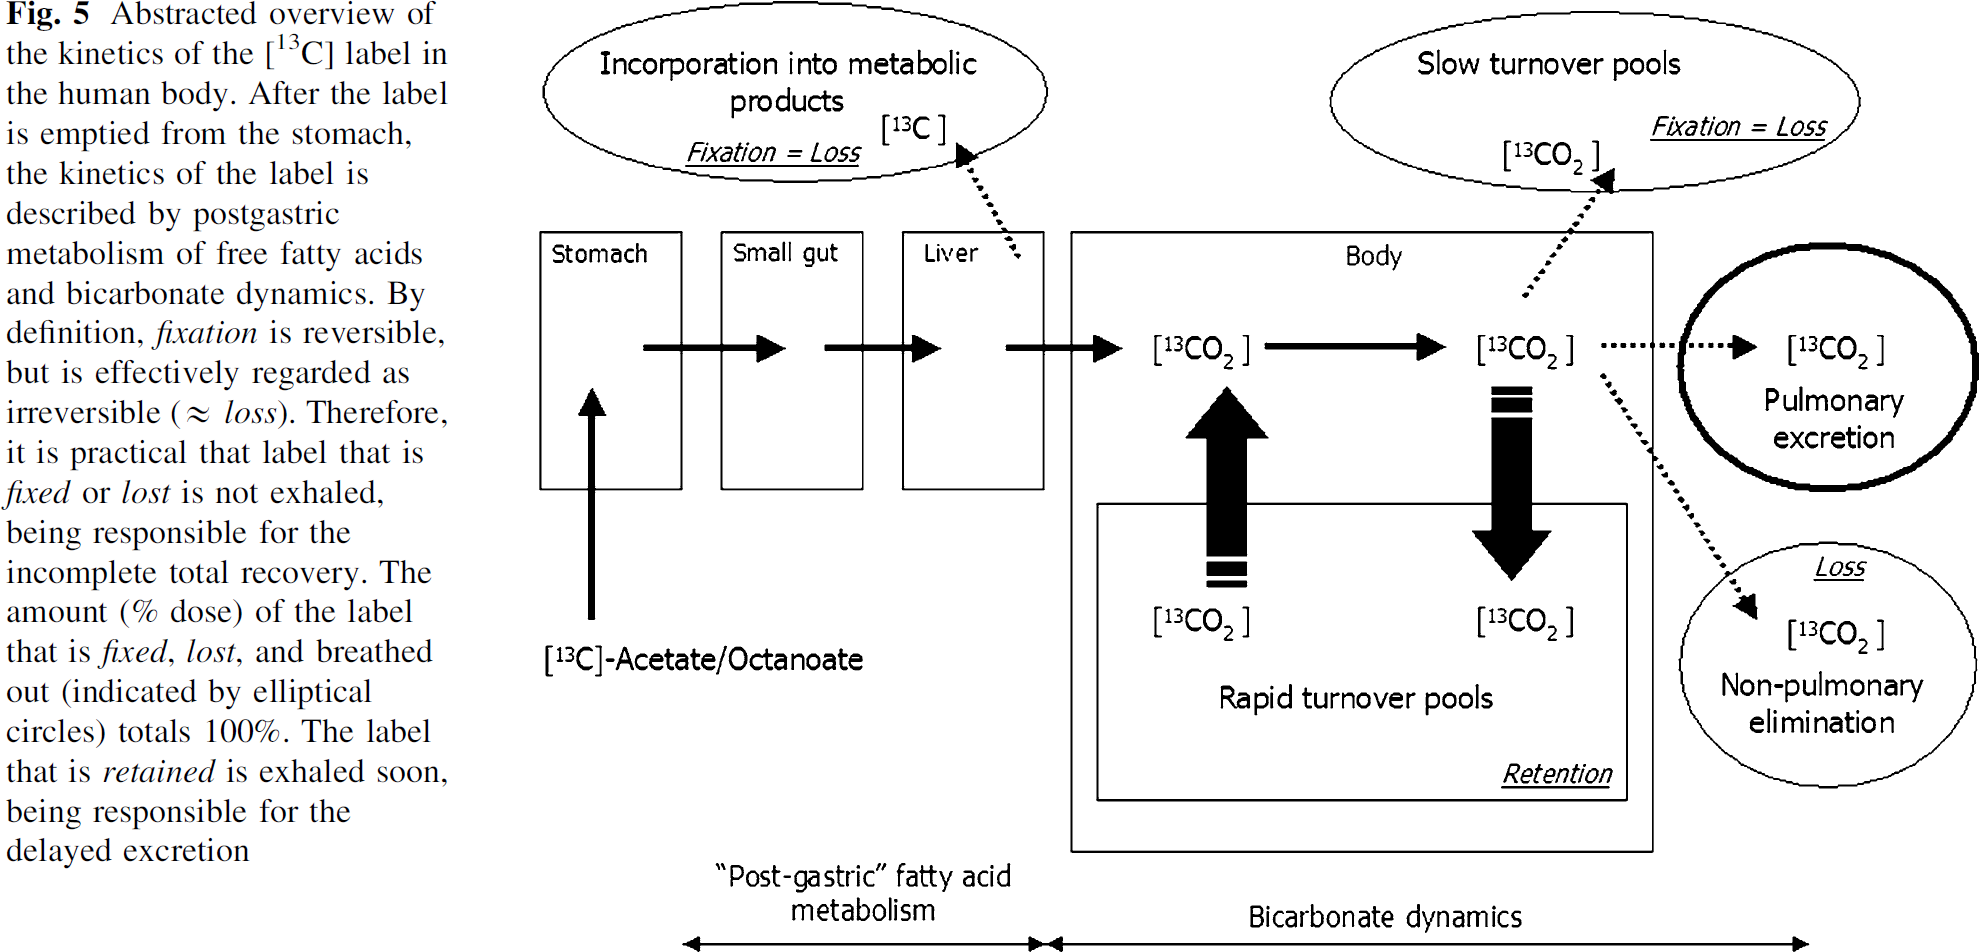 Fig. 5 Abstracted overview of
the kinetics of the [¹³C] label in
the human body. After the label
is emptied from the stomach,
the kinetics of the label is
described by postgastric
metabolism of free fatty acids
and bicarbonate dynamics. By
definition, fixation is reversible,
but is effectively regarded as
irreversible (≈ loss). Therefore,
it is practical that label that is
fixed or lost is not exhaled,
being responsible for the
incomplete total recovery. The
amount (% dose) of the label
that is fixed, lost, and breathed
out (indicated by elliptical
circles) totals 100%. The label
that is retained is exhaled soon,
being responsible for the
delayed excretion
Incorporation into metabolic
products
[¹³C]
Fixation = Loss
Slow turnover pools
Fixation = Loss
[¹³CO₂]
Stomach
Small gut
Liver
Body
[¹³CO₂]
[¹³CO₂]
[¹³CO₂]
Pulmonary
excretion
[¹³CO₂]
[¹³CO₂]
Rapid turnover pools
Retention
Loss
[¹³CO₂]
Non-pulmonary
elimination
[¹³C]-Acetate/Octanoate
“Post-gastric” fatty acid
metabolism
Bicarbonate dynamics